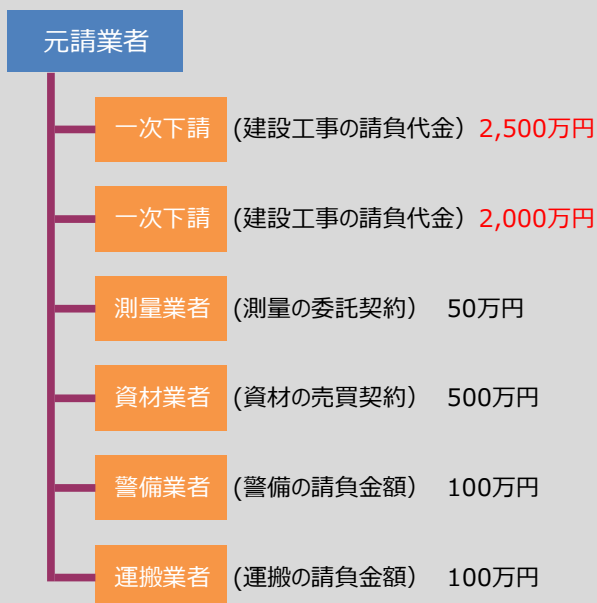 元請業者
一次下請 (建設工事の請負代金) 2,500万円
一次下請 (建設工事の請負代金) 2,000万円
測量業者 (測量の委託契約) 50万円
資材業者 (資材の売買契約) 500万円
警備業者 (警備の請負金額) 100万円
運搬業者 (運搬の請負金額) 100万円